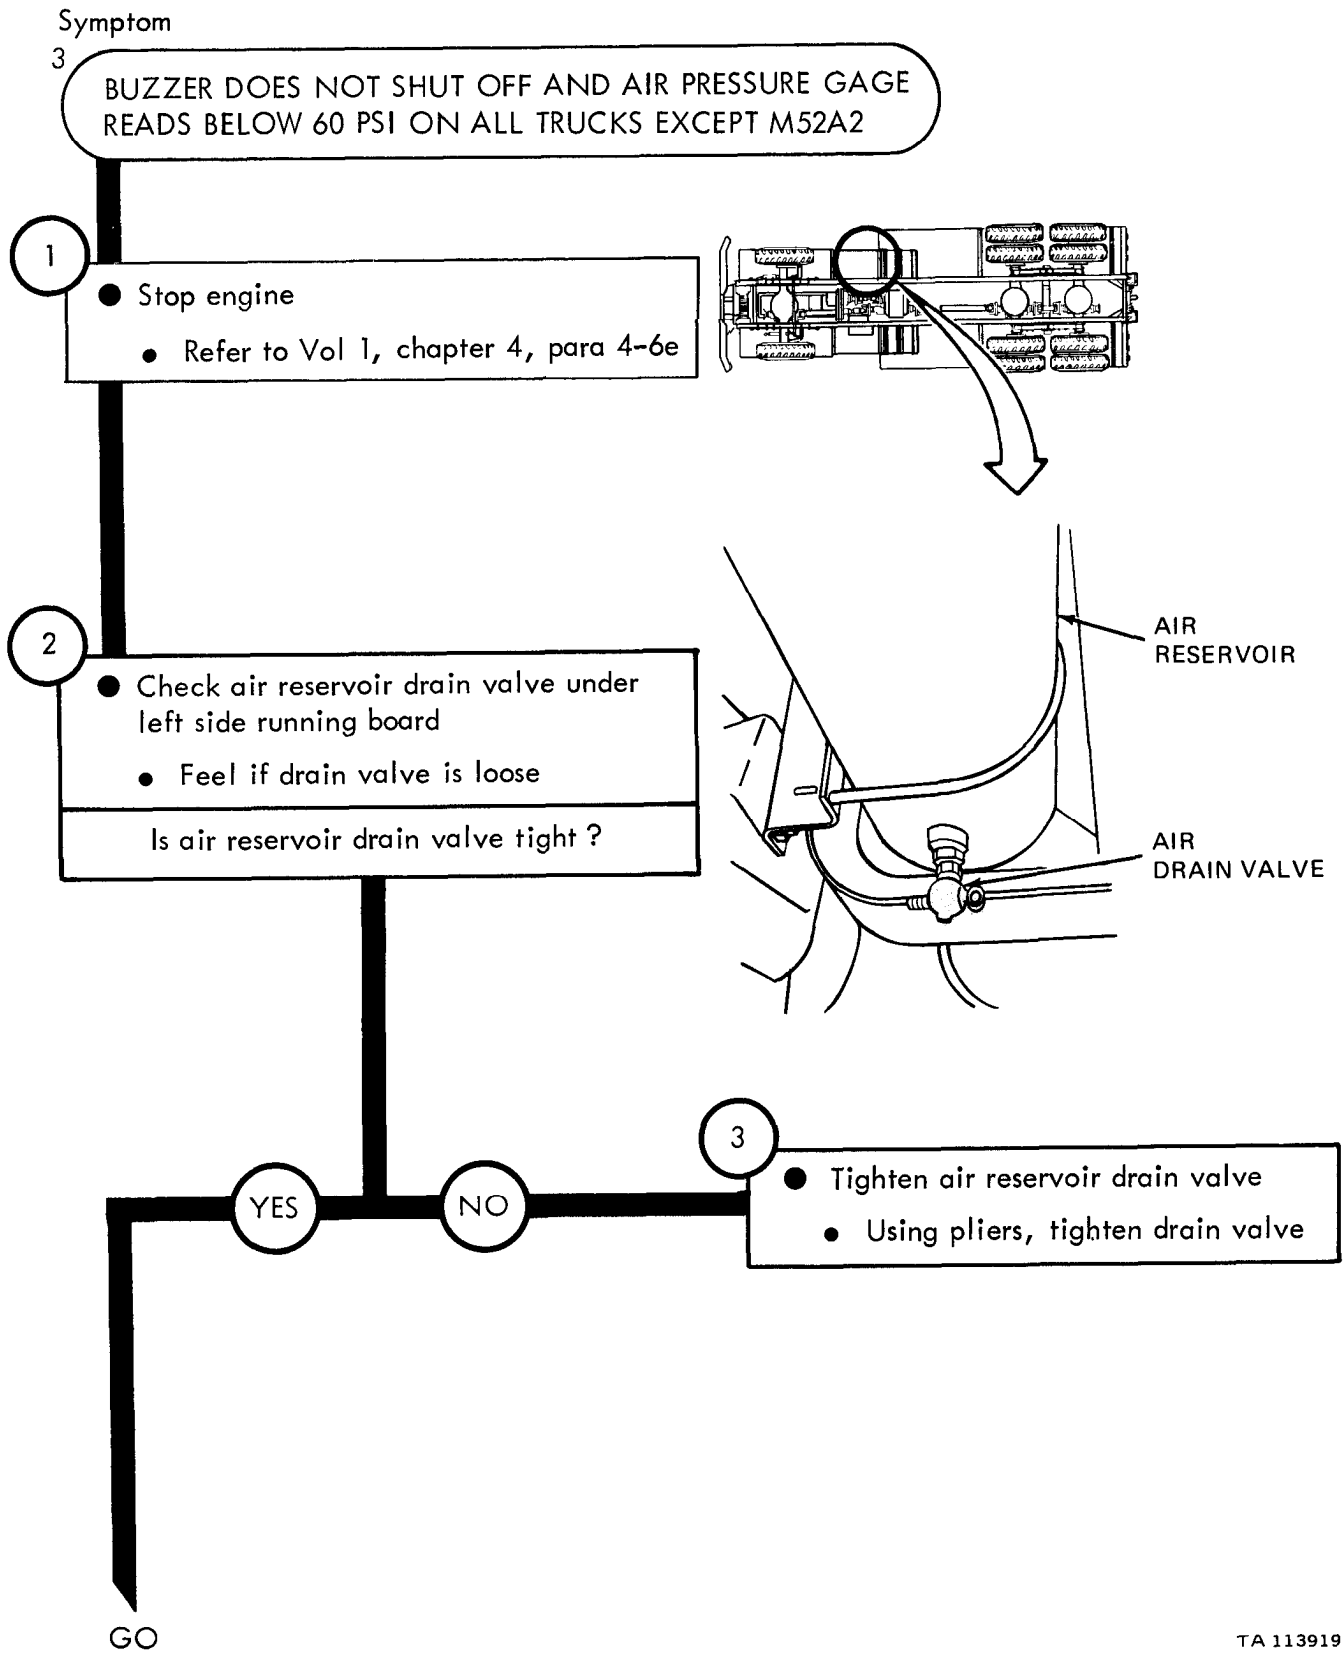 Symptom
3
BUZZER DOES NOT SHUT OFF AND AIR PRESSURE GAGE
READS BELOW 60 PSI ON ALL TRUCKS EXCEPT M52A2
1
● Stop engine
● Refer to Vol 1, chapter 4, para 4-6e
2
● Check air reservoir drain valve under
left side running board
● Feel if drain valve is loose
Is air reservoir drain valve tight ?
AIR
RESERVOIR
AIR
DRAIN VALVE
YES
NO
3
● Tighten air reservoir drain valve
● Using pliers, tighten drain valve
GO
TA 113919